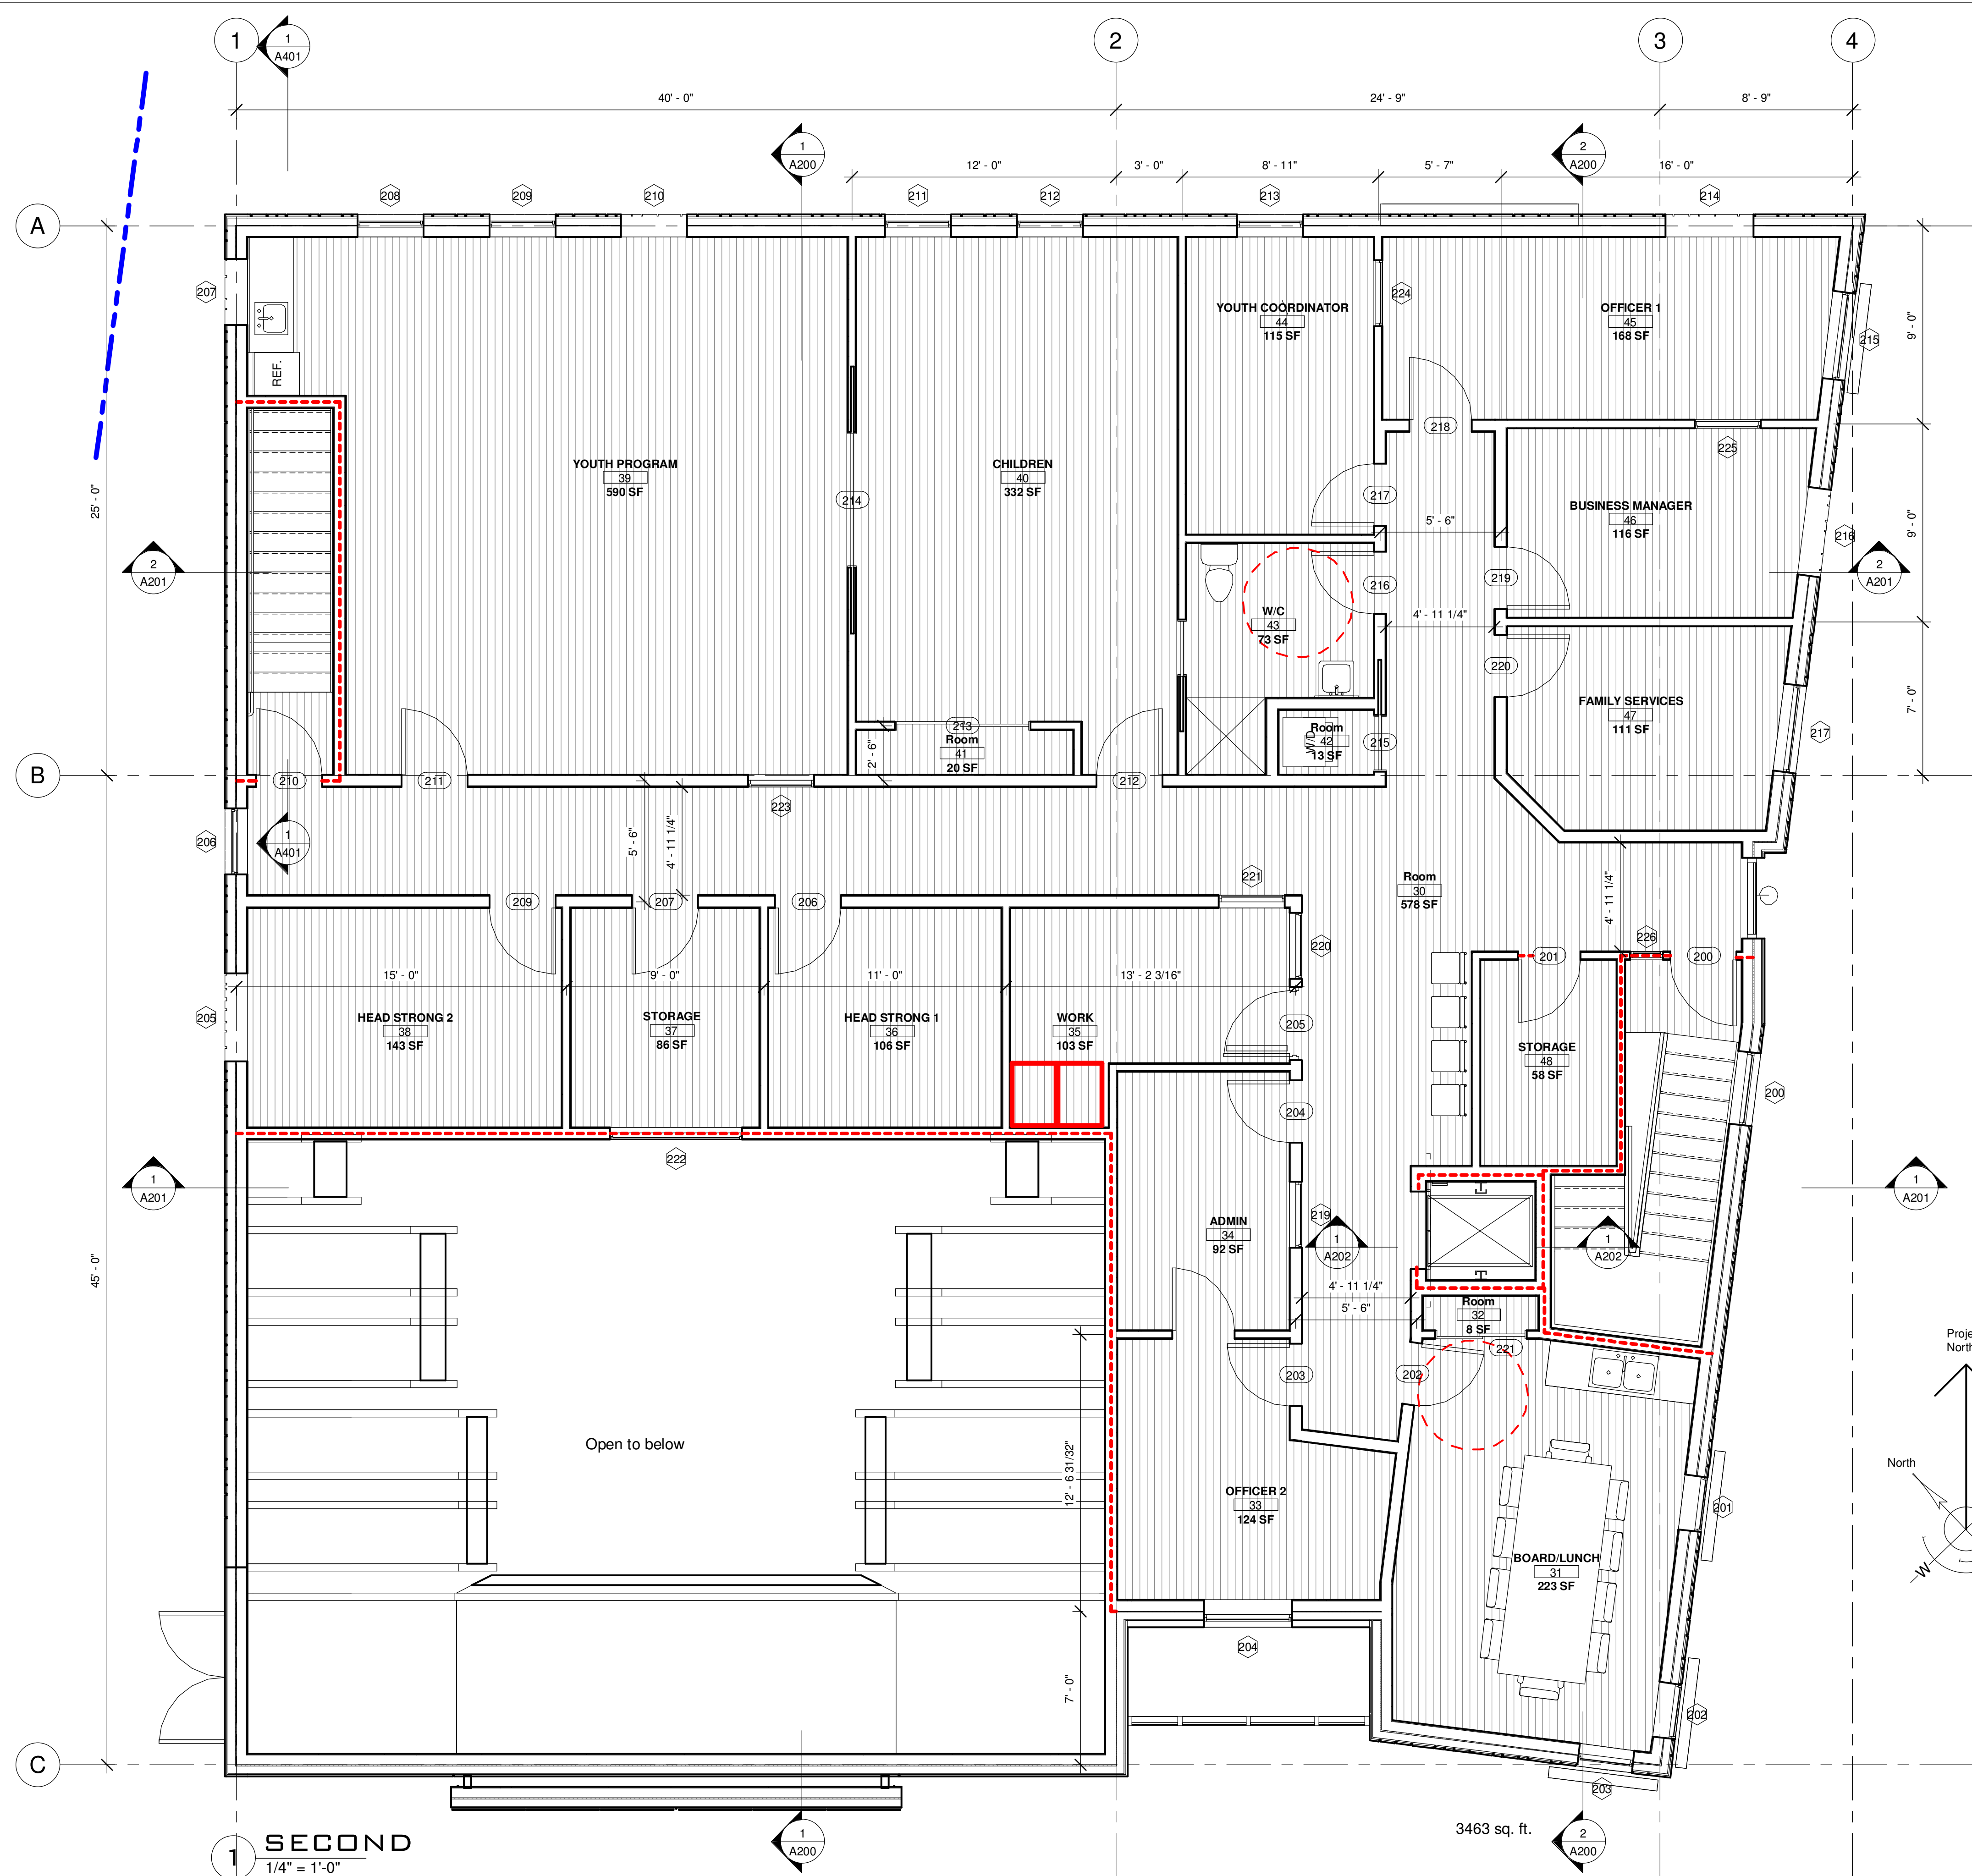 1
1
A401
2
3
4
40' - 0"
24' - 9"
8' - 9"
1
A200
2
A200
12' - 0"
3' - 0"
8' - 11"
5' - 7"
16' - 0"
208
209
210
211
212
213
214
A
207
224
215
REF.
YOUTH COORDINATOR
44
115 SF
OFFICER 1
45
168 SF
9' - 0"
218
225
YOUTH PROGRAM
39
590 SF
CHILDREN
40
332 SF
214
217
25' - 0"
5' - 6"
BUSINESS MANAGER
46
116 SF
216
9' - 0"
2
A201
216
219
2
A201
W/C
43
73 SF
4' - 11 1/4"
220
FAMILY SERVICES
47
111 SF
217
7' - 0"
213
Room
41
20 SF
2' - 6"
Room
42
13 SF
W/D
215
B
210
211
212
223
206
1
A401
5' - 6"
4' - 11 1/4"
221
Room
30
578 SF
4' - 11 1/4"
209
207
206
220
226
201
200
15' - 0"
9' - 0"
11' - 0"
13' - 2 3/16"
205
HEAD STRONG 2
38
143 SF
STORAGE
37
86 SF
HEAD STRONG 1
36
106 SF
WORK
35
103 SF
205
STORAGE
48
58 SF
200
204
222
1
A201
1
A201
ADMIN
34
92 SF
219
1
A202
1
A202
45' - 0"
4' - 11 1/4"
5' - 6"
Room
32
8 SF
221
203
202
Open to below
12' - 6 31/32"
North
W
OFFICER 2
33
124 SF
201
BOARD/LUNCH
31
223 SF
204
7' - 0"
202
C
203
1
A200
3463 sq. ft.
2
A200
1
SECOND
1/4" = 1'-0"